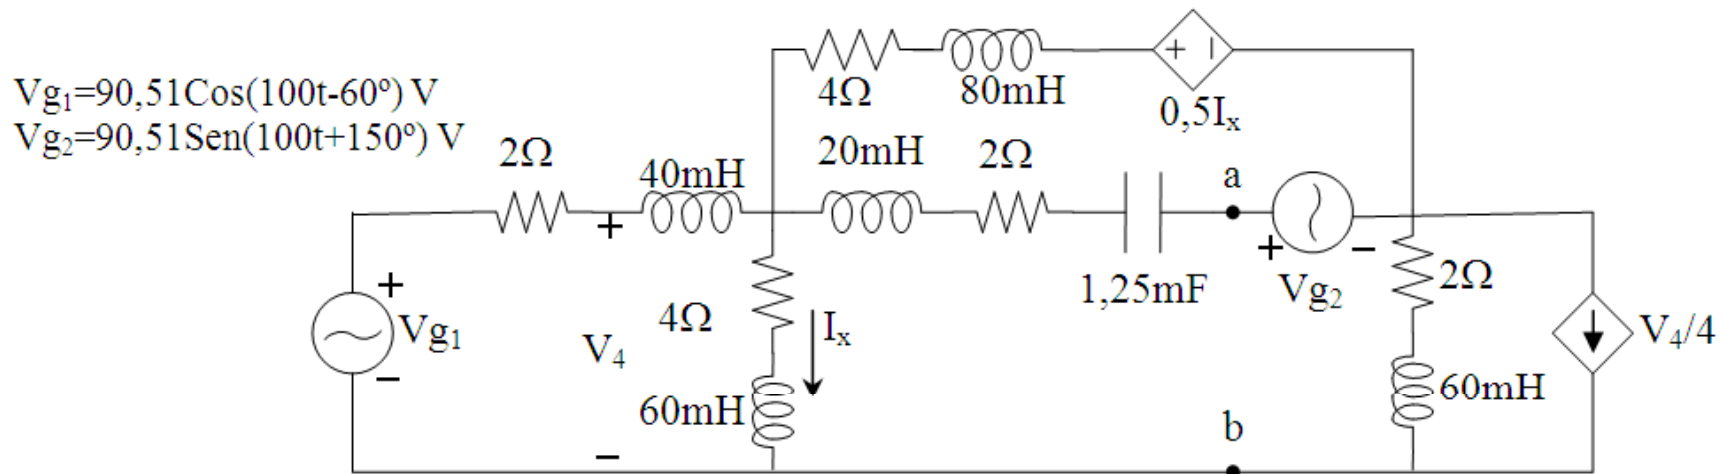 Vg₁=90,51Cos(100t-60º) V
Vg₂=90,51Sen(100t+150º) V
4Ω
80mH
+ −
0,5Iₓ
2Ω
40mH
20mH
2Ω
a
+
+ −
1,25mF
Vg₂
2Ω
+
Vg₁
−
V₄
4Ω
Iₓ
V₄/4
60mH
60mH
b
−